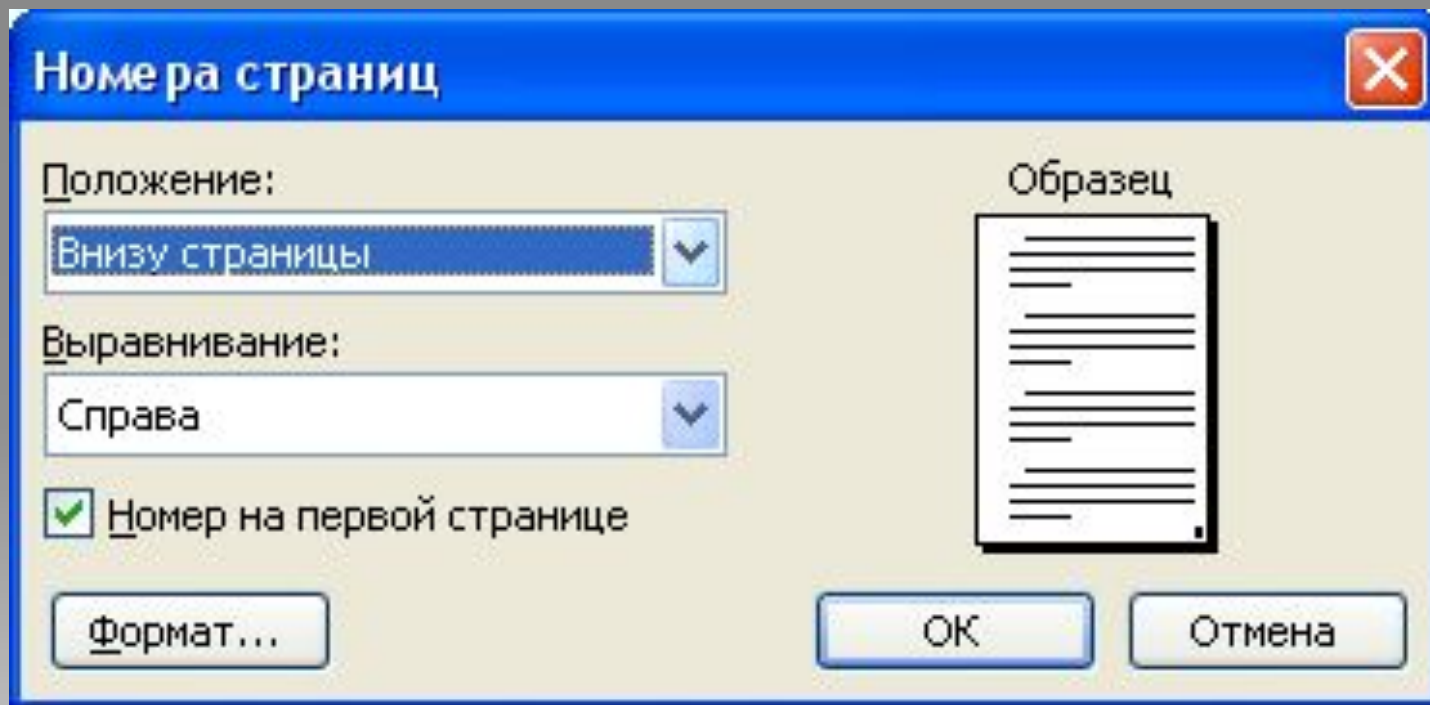 Номера страниц
Положение:
Образец
Внизу страницы
Выравнивание:
Справа
Номер на первой странице
Формат...
ОК
Отмена